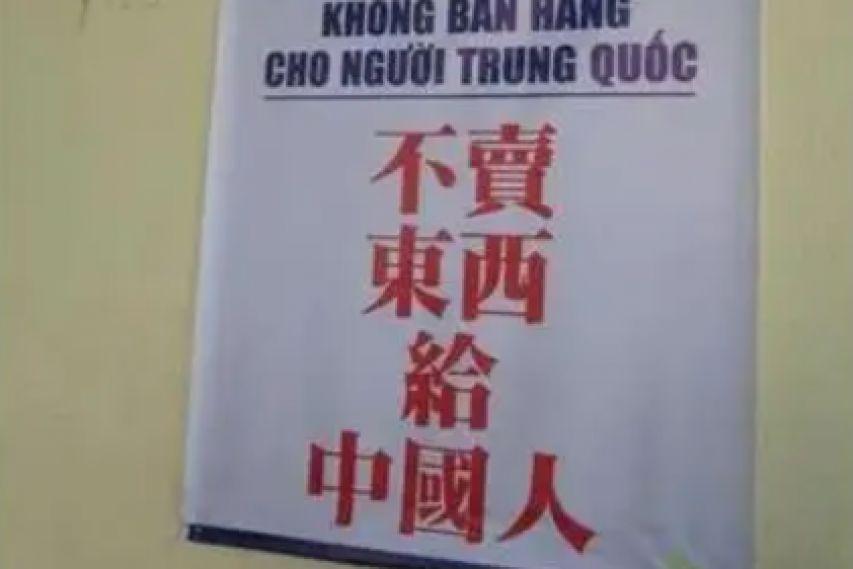 KHÔNG BÁN HÀNG
CHO NGƯỜI TRUNG QUỐC
不賣
東西
給
中國人